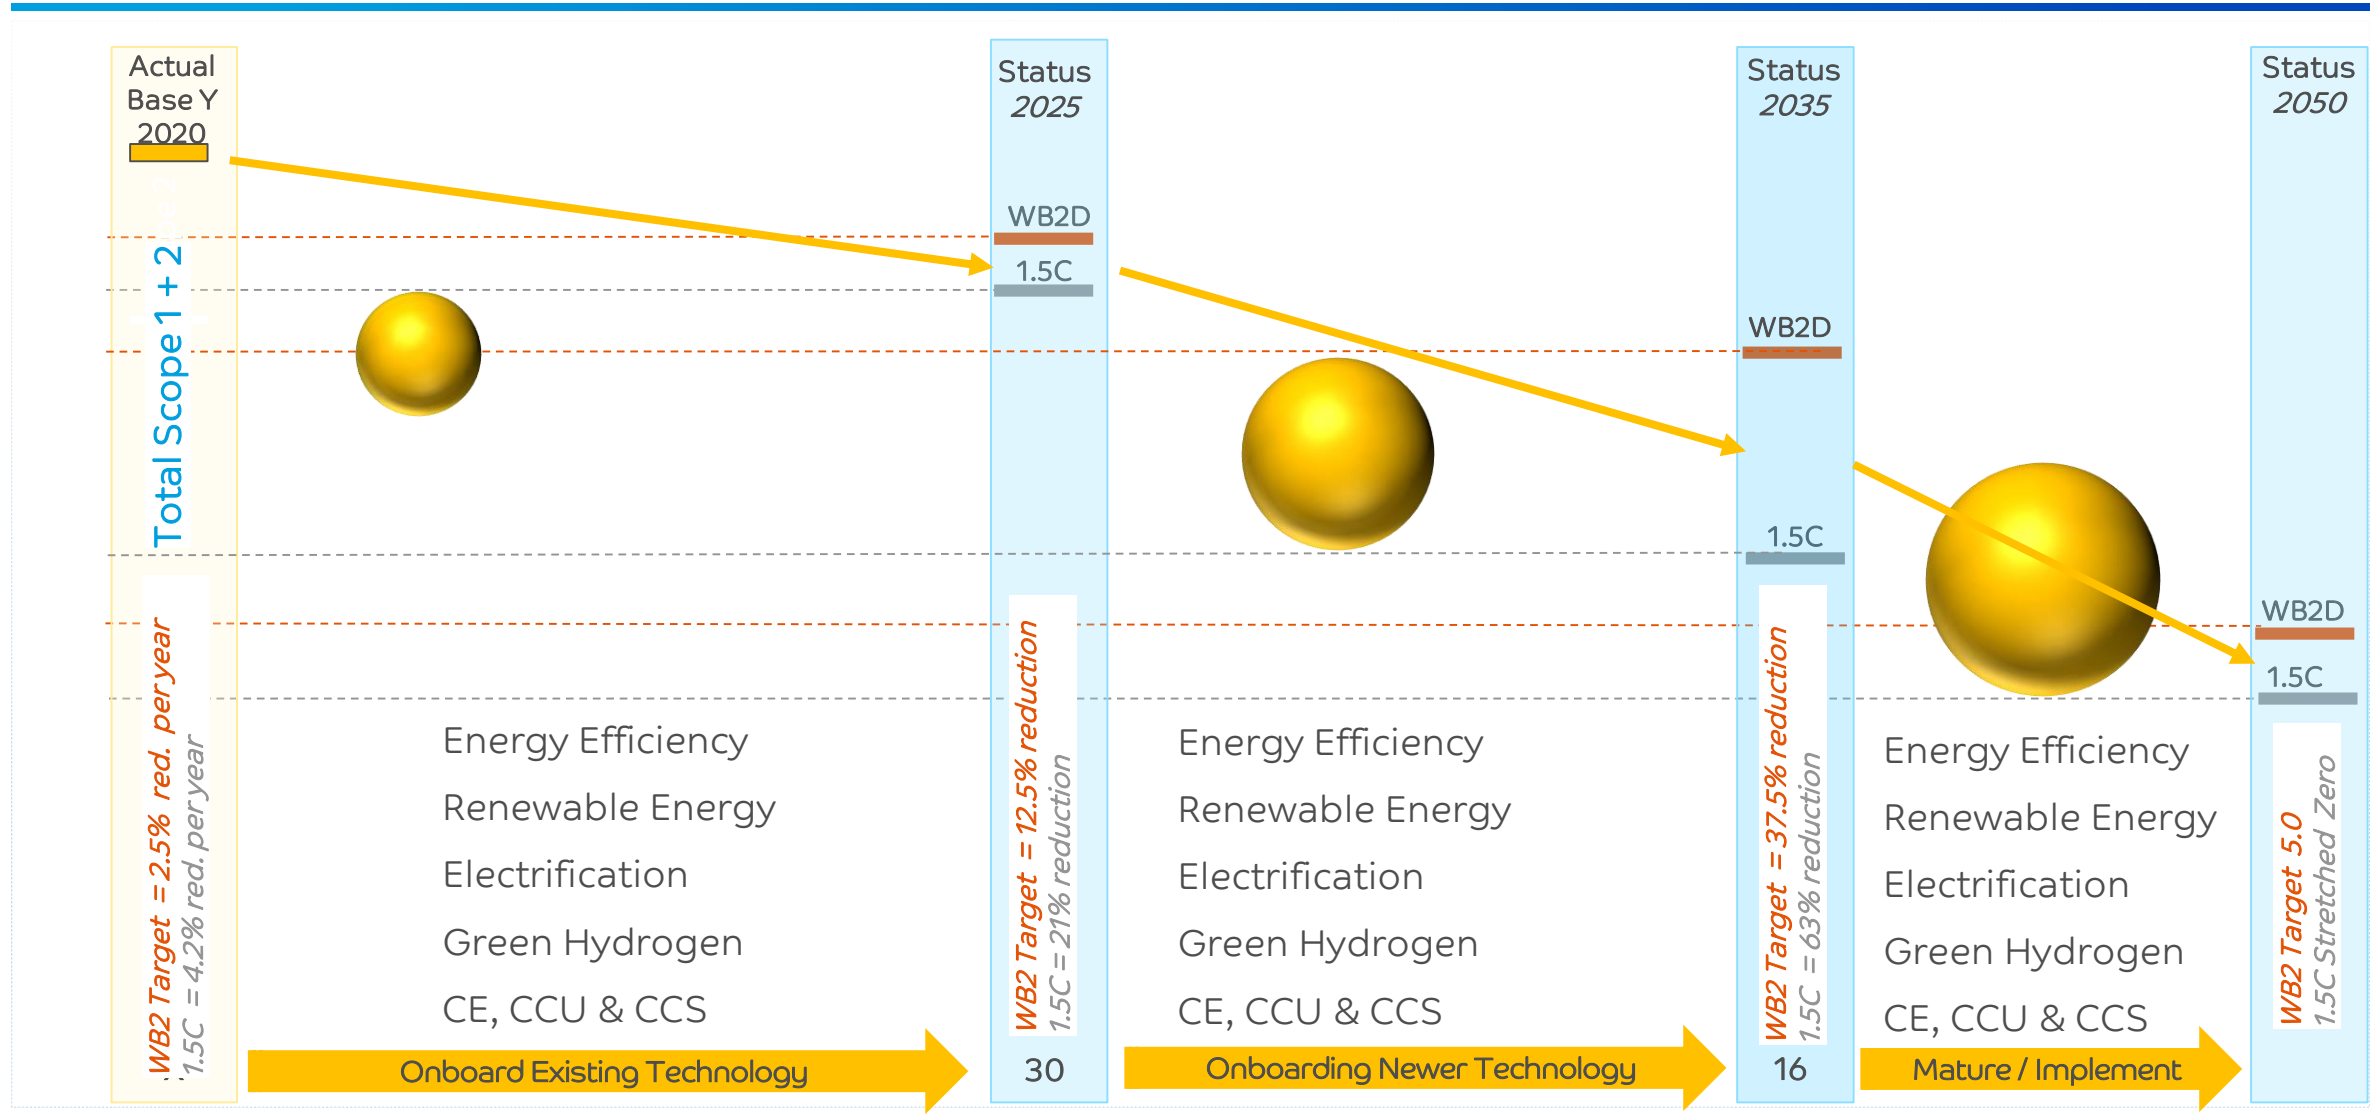 Actual
Base Y
2020
Total Scope 1 + 2
WB2 Target = 2.5% red. per year
1.5C = 4.2% red. per year
Energy Efficiency
Renewable Energy
Electrification
Green Hydrogen
CE, CCU & CCS
Onboard Existing Technology
Status
2025
WB2D
1.5C
WB2 Target = 12.5% reduction
1.5C = 21% reduction
30
Energy Efficiency
Renewable Energy
Electrification
Green Hydrogen
CE, CCU & CCS
Onboarding Newer Technology
Status
2035
WB2D
1.5C
WB2 Target = 37.5% reduction
1.5C = 63% reduction
16
Energy Efficiency
Renewable Energy
Electrification
Green Hydrogen
CE, CCU & CCS
Mature / Implement
Status
2050
WB2D
1.5C
WB2 Target 5.0
1.5C Stretched Zero